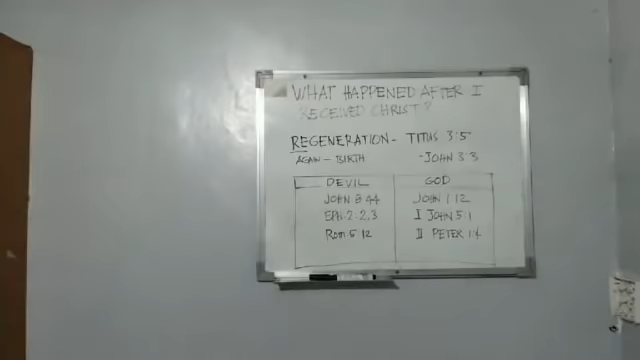 WHAT HAPPENED AFTER I
RECEIVED CHRIST?
REGENERATION - TITUS 3:5
AGAIN - BIRTH - JOHN 3:3
DEVIL GOD
JOHN 8:44 JOHN 1:12
EPH. 2:2,3 I JOHN 5:1
Rom 5:12 II PETER 1:4